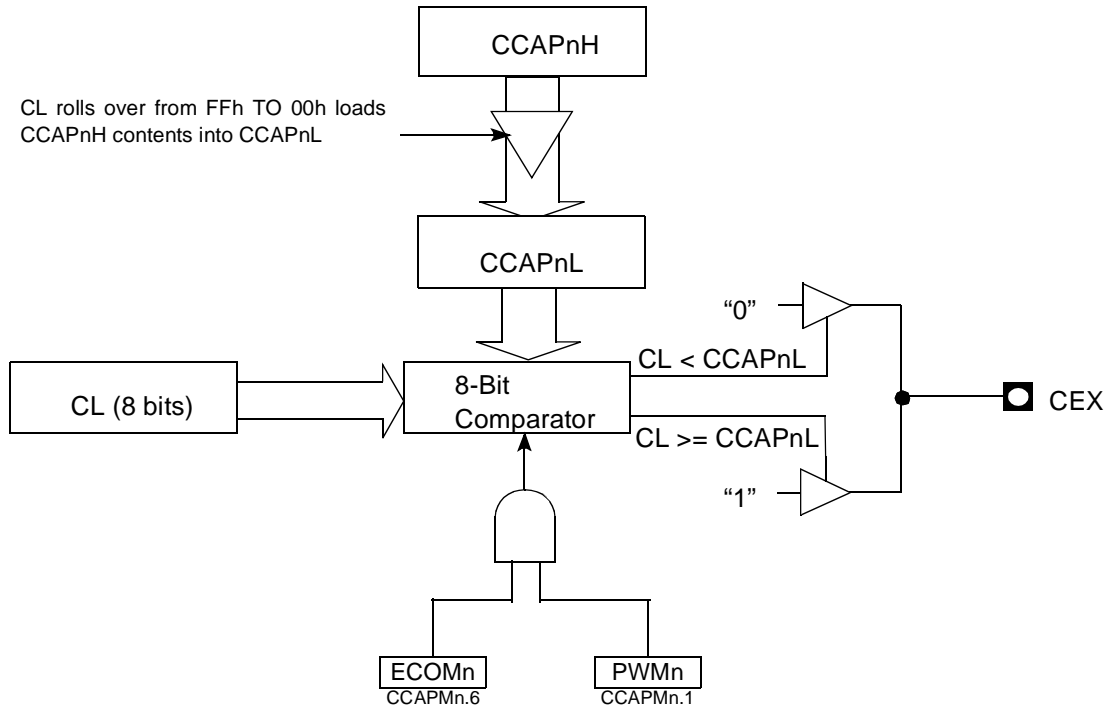 CCAPnH
CL rolls over from FFh TO 00h loads
CCAPnH contents into CCAPnL
CCAPnL
“0”
CL < CCAPnL
CL (8 bits)
8-Bit
Comparator
CEX
CL >= CCAPnL
“1”
ECOMn
PWMn
CCAPMn.6
CCAPMn.1